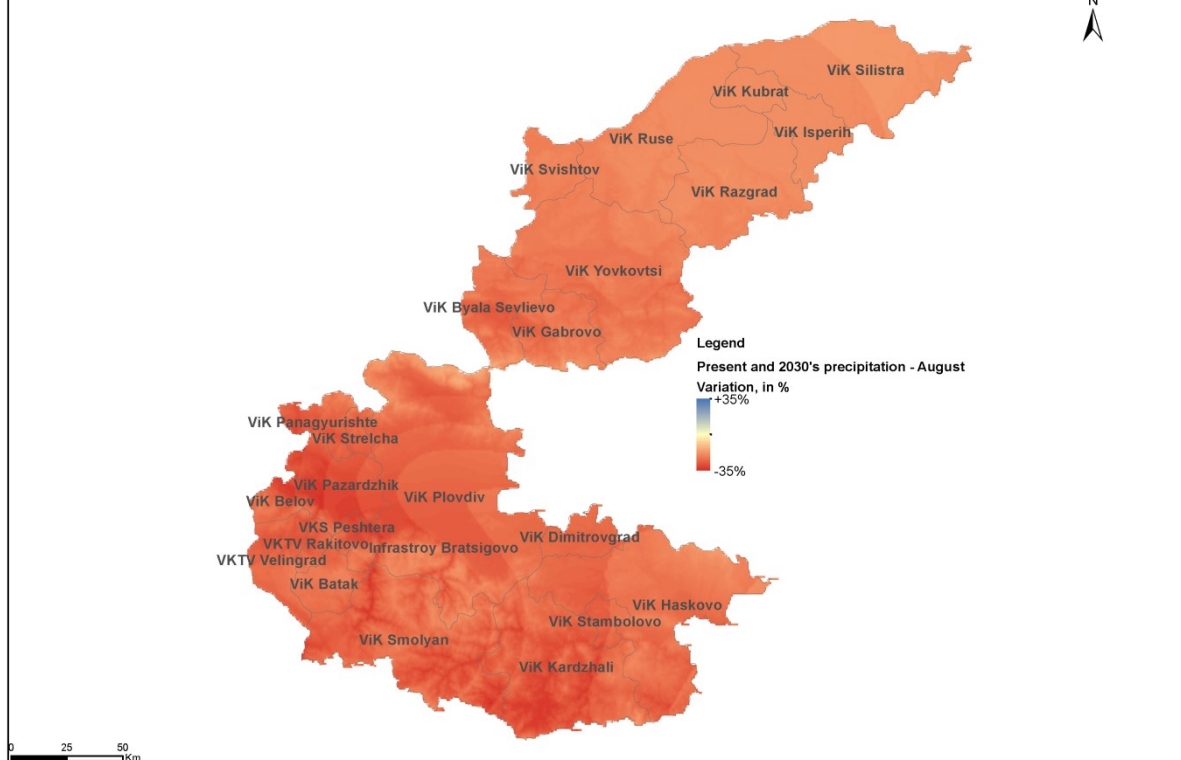 N
ViK Silistra
ViK Kubrat
ViK Isperih
ViK Ruse
ViK Svishtov
ViK Razgrad
ViK Yovkovtsi
ViK Byala Sevlievo
ViK Gabrovo
Legend
Present and 2030's precipitation - August
Variation, in %
+35%
-35%
ViK Panagyurishte
ViK Strelcha
ViK Pazardzhik
ViK Belov
ViK Plovdiv
VKS Peshtera
ViK Dimitrovgrad
VKTV Rakitovo
Infrastroy Bratsigovo
VKTV Velingrad
ViK Batak
ViK Haskovo
ViK Stambolovo
ViK Smolyan
ViK Kardzhali
0 25 50
Km